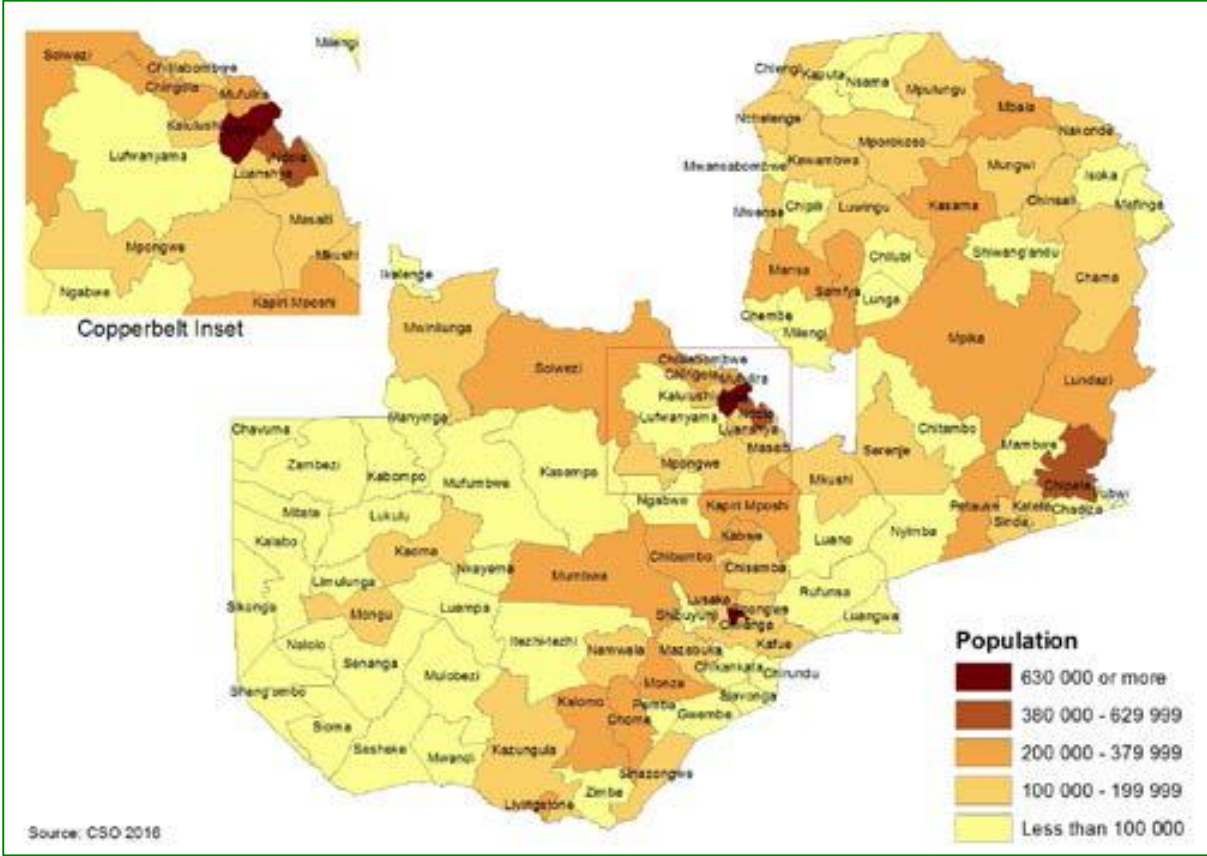 Milengi
Solwezi
Chililabombwe
Chingola
Mufulira
Kalulushi
Lufwanyama
Ndola
Luanshya
Masaiti
Mpongwe
Mkushi
Ngabwe
Kapiri Mposhi
Copperbelt Inset
Chiengi
Kaputa
Nsama
Mpulungu
Mbala
Nchelenge
Nakonde
Mporokoso
Mwansabombwe
Kawambwa
Mungwi
Isoka
Mwense
Chipili
Luwingu
Kasama
Chinsali
Mafinga
Chilubi
Shiwang'andu
Mansa
Samfya
Lunga
Chama
Chembe
Milengi
Mpika
Lundazi
Ikelenge
Mwinilunga
Solwezi
Chililabombwe
Chingola
Mufulira
Kalulushi
Lufwanyama
Ndola
Luanshya
Masaiti
Mpongwe
Manyinga
Chavuma
Zambezi
Kabompo
Mufumbwe
Kasempa
Ngabwe
Mkushi
Serenje
Chitambo
Mambwe
Chipata
Vubwi
Chadiza
Katete
Sinda
Petauke
Nyimba
Kapiri Mposhi
Kabwe
Luano
Mitete
Lukulu
Kalabo
Kaoma
Nkeyema
Limulunga
Mumbwa
Chibombo
Chisamba
Rufunsa
Luangwa
Sikongo
Mongu
Luampa
Lusaka
Shibuyunji
Chongwe
Chilanga
Kafue
Nalolo
Senanga
Mulobezi
Itezhi-tezhi
Namwala
Mazabuka
Chikankata
Chirundu
Siavonga
Monze
Pemba
Gwembe
Shang'ombo
Sioma
Sesheke
Mwandi
Kazungula
Kalomo
Choma
Sinazongwe
Zimba
Livingstone
Population
630 000 or more
380 000 - 629 999
200 000 - 379 999
100 000 - 199 999
Less than 100 000
Source: CSO 2016